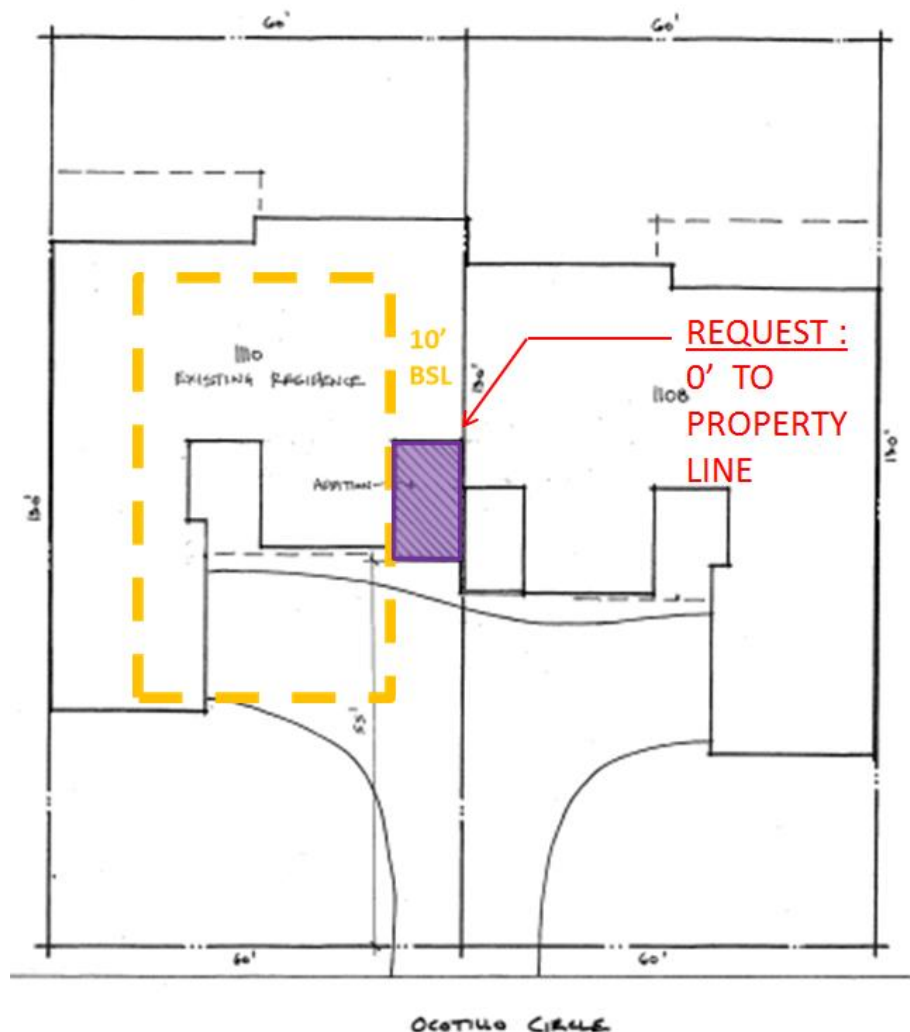 60'
60'
10'
BSL
REQUEST :
0' TO
PROPERTY
LINE
130'
1110
EXISTING RESIDENCE
1108
130'
ADDITION
130'
55'
60'
60'
OCOTILLO CIRCLE